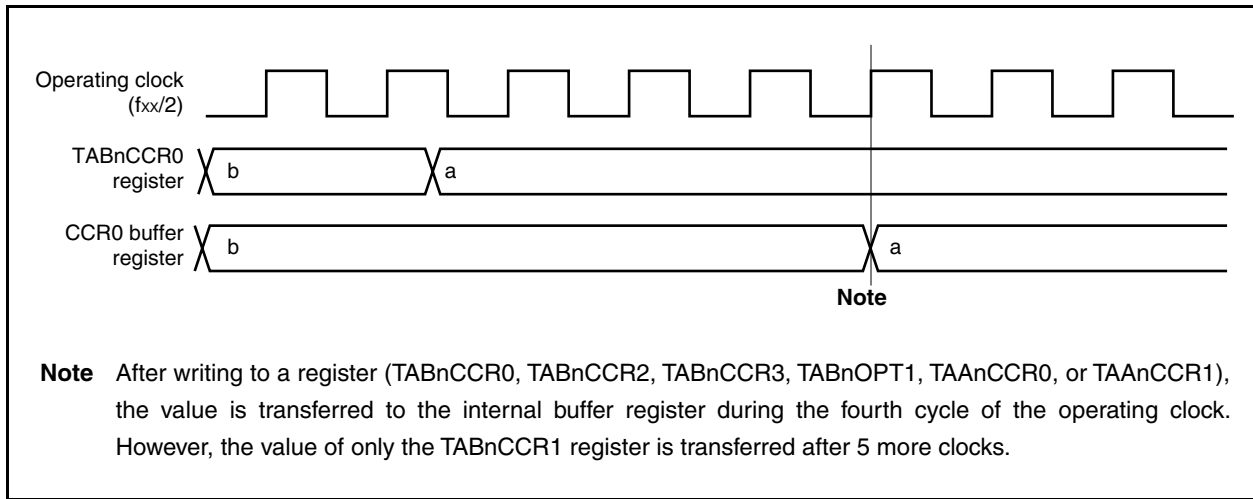 Operating clock
(fxx/2)
TABnCCR0
register
b
a
CCR0 buffer
register
b
a
Note
Note After writing to a register (TABnCCR0, TABnCCR2, TABnCCR3, TABnOPT1, TAAnCCR0, or TAAnCCR1),
the value is transferred to the internal buffer register during the fourth cycle of the operating clock.
However, the value of only the TABnCCR1 register is transferred after 5 more clocks.